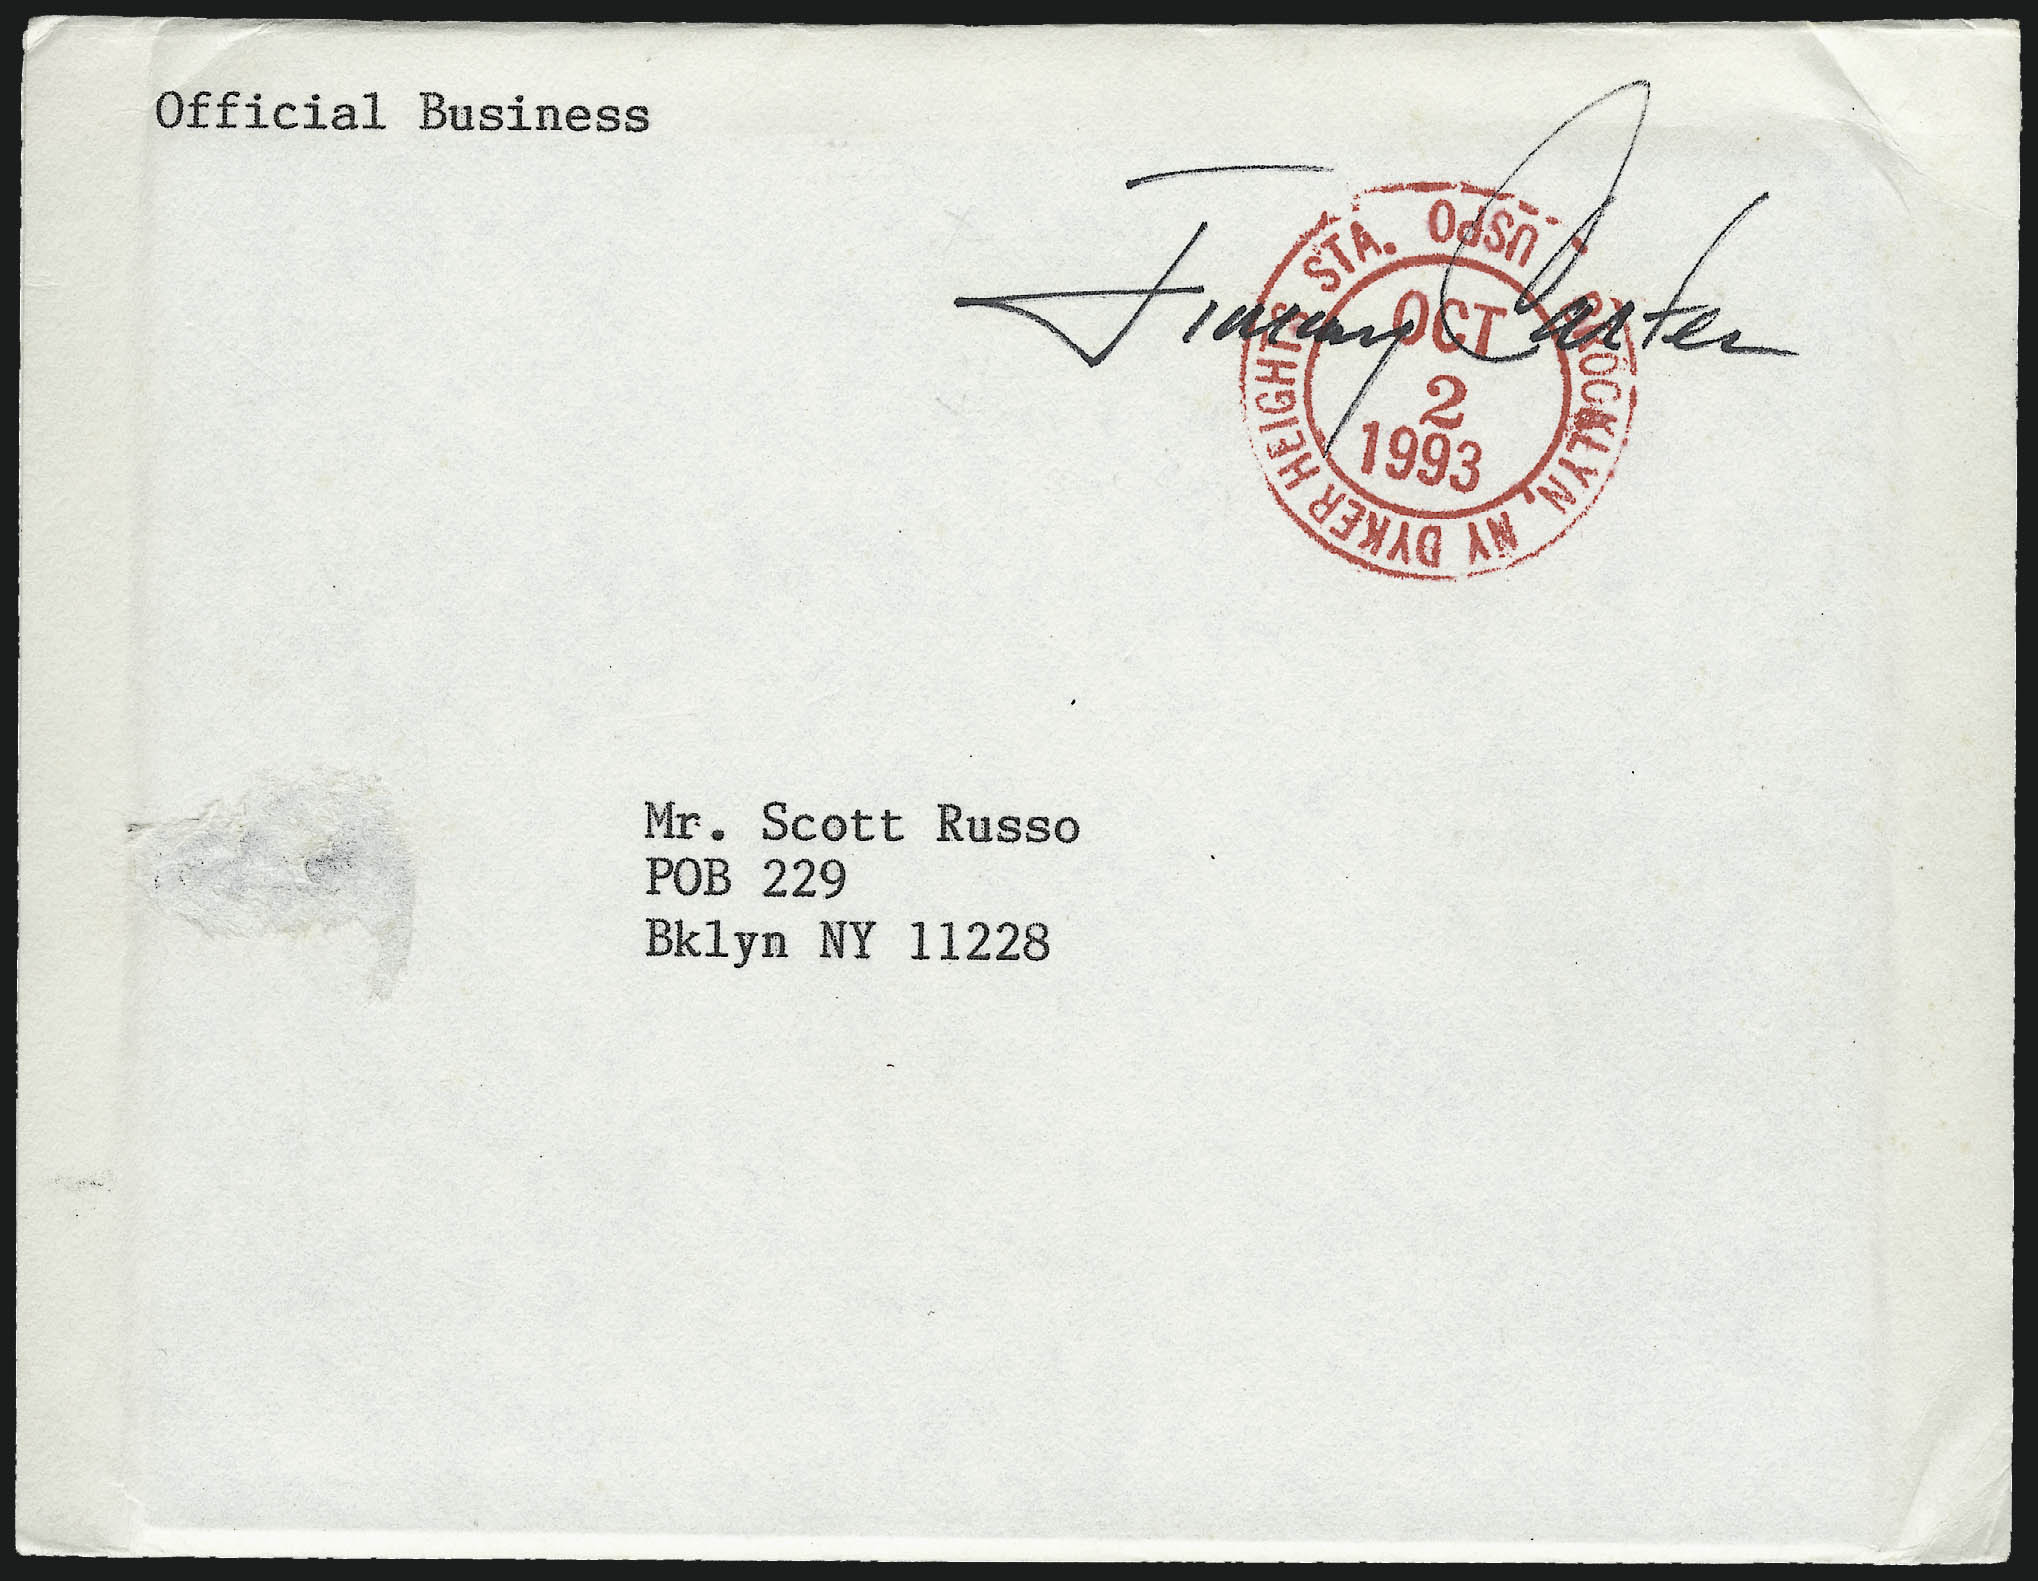 Official Business
Jimmy Carter
BROOKLYN, NY DYKER HEIGHTS STA. USPO
OCT
2
1993
Mr. Scott Russo
POB 229
Bklyn NY 11228